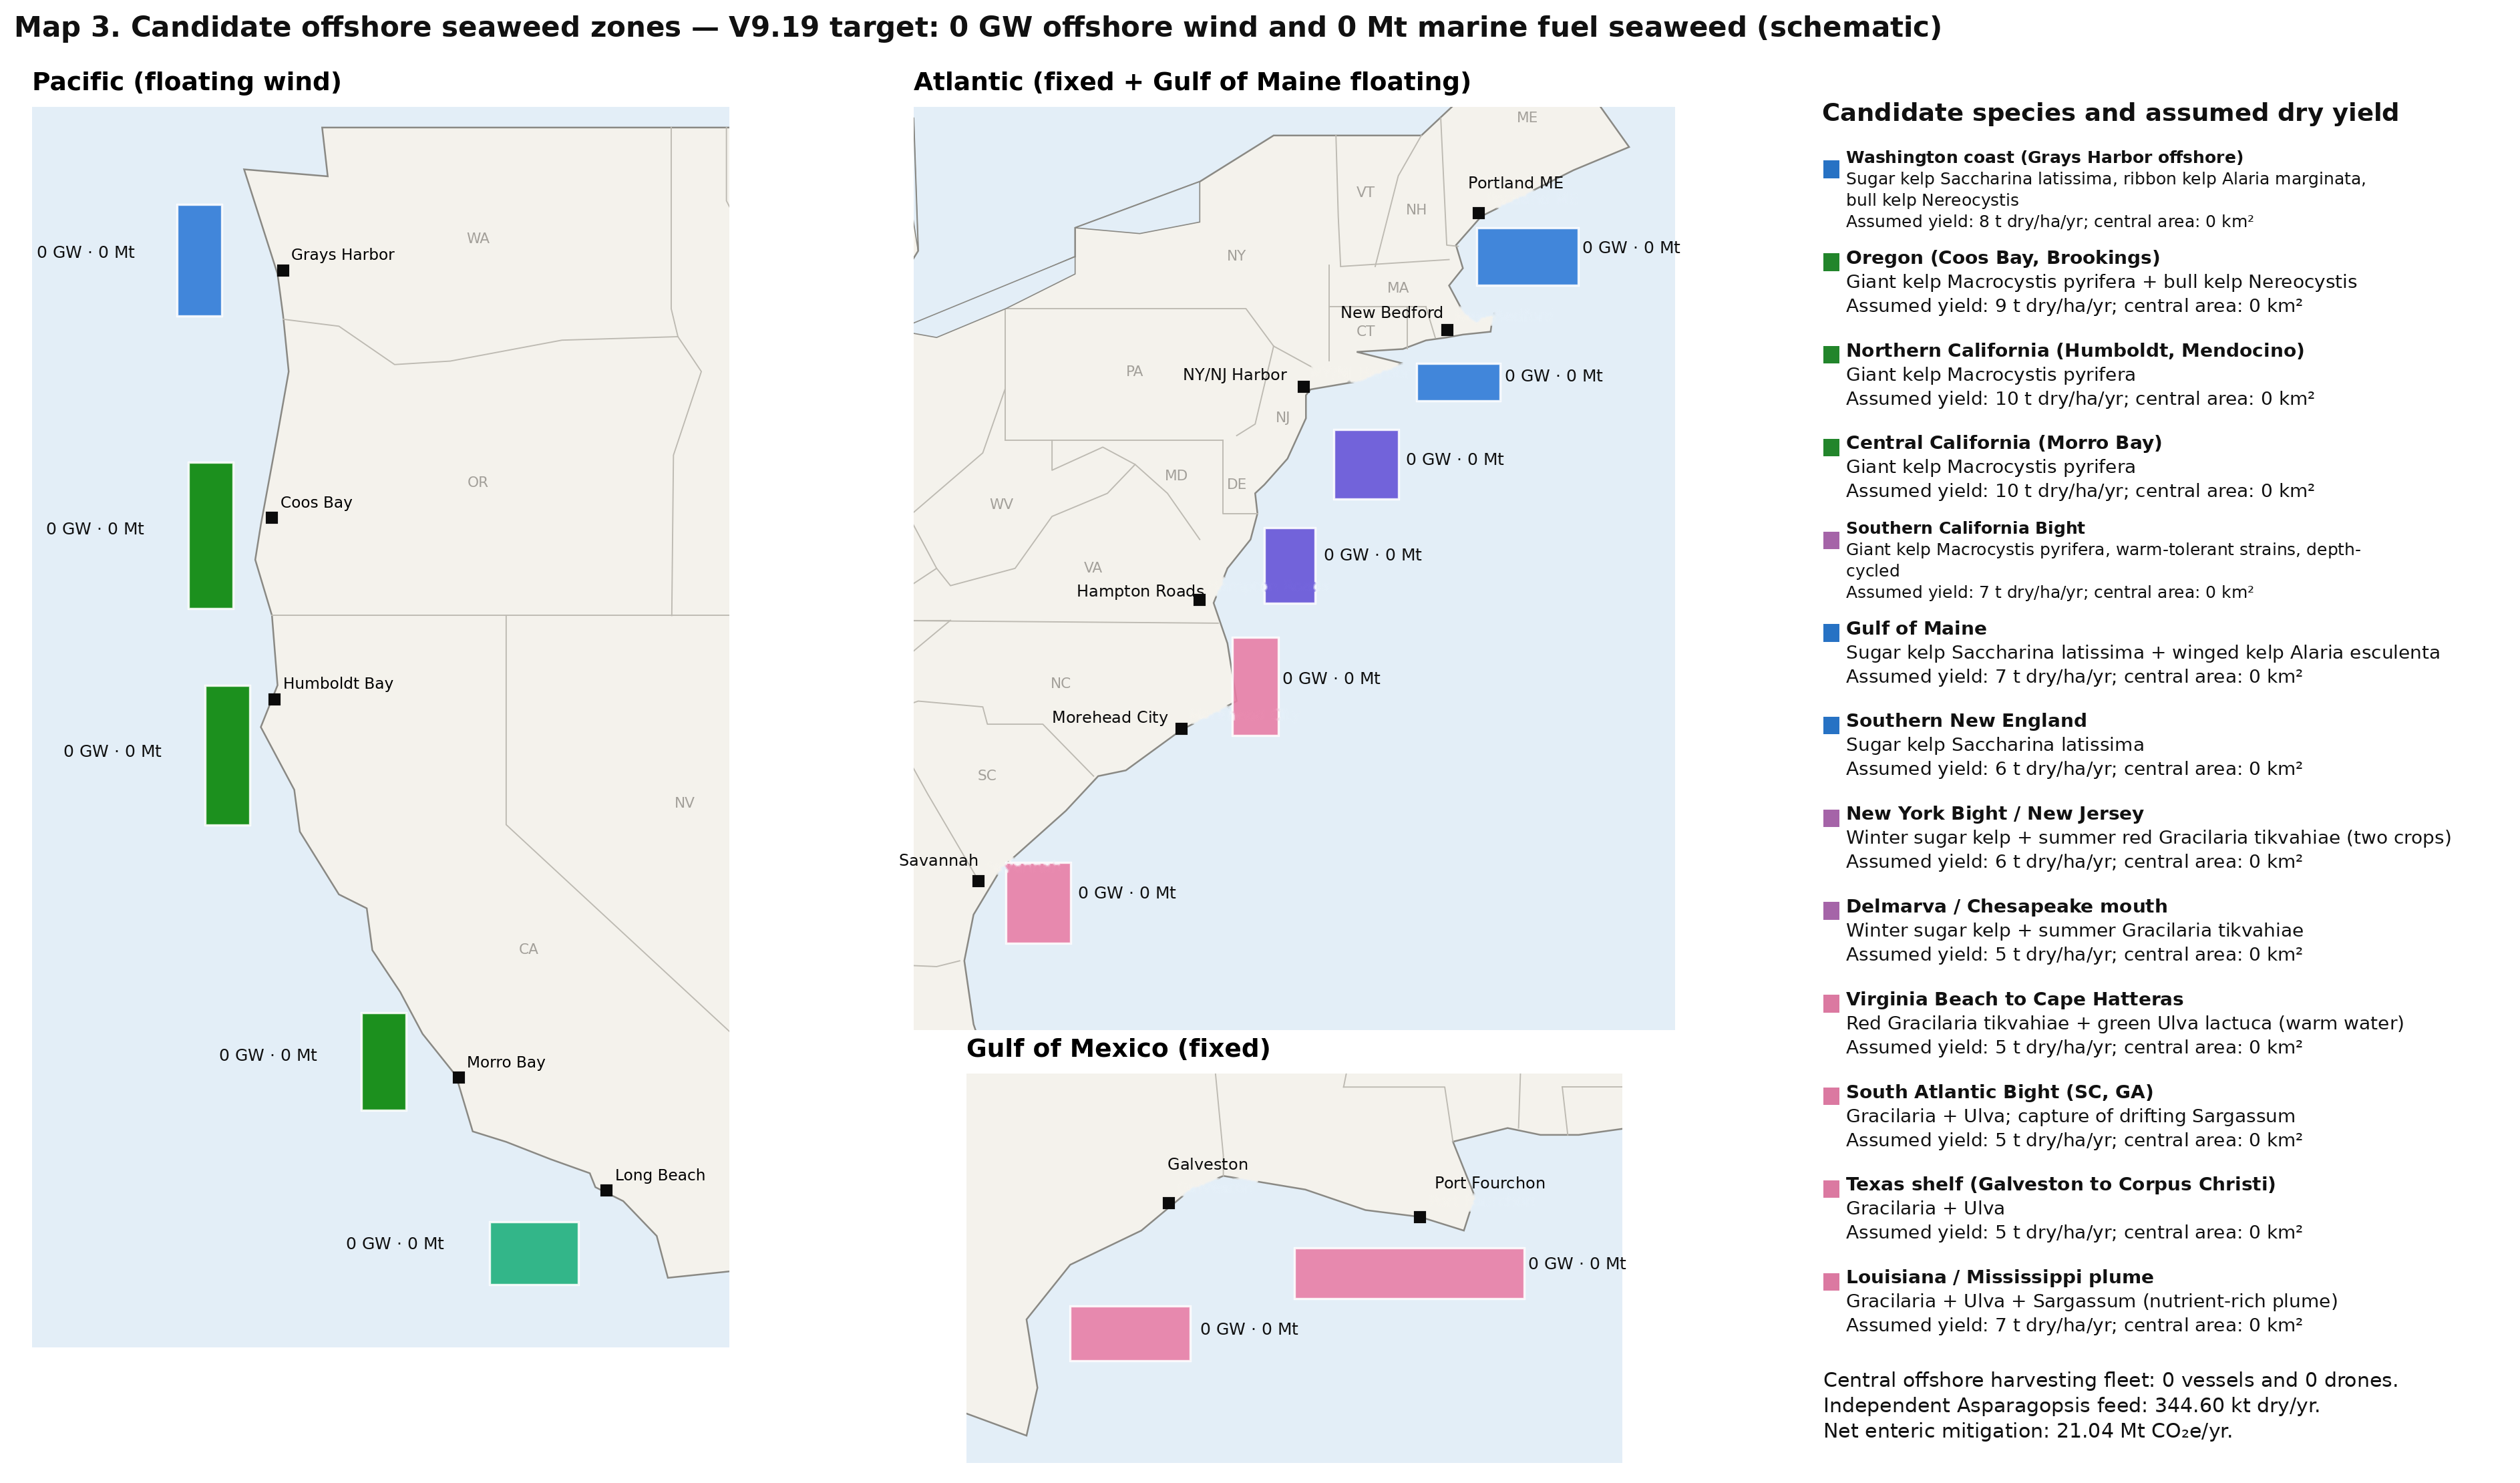 Map 3. Candidate offshore seaweed zones — V9.19 target: 0 GW offshore wind and 0 Mt marine fuel seaweed (schematic)
Pacific (floating wind)
WA
Grays Harbor
0 GW · 0 Mt
OR
Coos Bay
0 GW · 0 Mt
Humboldt Bay
0 GW · 0 Mt
NV
CA
0 GW · 0 Mt
Morro Bay
Long Beach
0 GW · 0 Mt
Atlantic (fixed + Gulf of Maine floating)
ME
Portland ME
VT
NH
0 GW · 0 Mt
NY
MA
New Bedford
CT
PA
NY/NJ Harbor
0 GW · 0 Mt
NJ
0 GW · 0 Mt
MD
DE
WV
0 GW · 0 Mt
VA
Hampton Roads
NC
0 GW · 0 Mt
Morehead City
SC
Savannah
0 GW · 0 Mt
Gulf of Mexico (fixed)
Galveston
Port Fourchon
0 GW · 0 Mt
0 GW · 0 Mt
Candidate species and assumed dry yield
Washington coast (Grays Harbor offshore)
Sugar kelp Saccharina latissima, ribbon kelp Alaria marginata,
bull kelp Nereocystis
Assumed yield: 8 t dry/ha/yr; central area: 0 km²
Oregon (Coos Bay, Brookings)
Giant kelp Macrocystis pyrifera + bull kelp Nereocystis
Assumed yield: 9 t dry/ha/yr; central area: 0 km²
Northern California (Humboldt, Mendocino)
Giant kelp Macrocystis pyrifera
Assumed yield: 10 t dry/ha/yr; central area: 0 km²
Central California (Morro Bay)
Giant kelp Macrocystis pyrifera
Assumed yield: 10 t dry/ha/yr; central area: 0 km²
Southern California Bight
Giant kelp Macrocystis pyrifera, warm-tolerant strains, depth-
cycled
Assumed yield: 7 t dry/ha/yr; central area: 0 km²
Gulf of Maine
Sugar kelp Saccharina latissima + winged kelp Alaria esculenta
Assumed yield: 7 t dry/ha/yr; central area: 0 km²
Southern New England
Sugar kelp Saccharina latissima
Assumed yield: 6 t dry/ha/yr; central area: 0 km²
New York Bight / New Jersey
Winter sugar kelp + summer red Gracilaria tikvahiae (two crops)
Assumed yield: 6 t dry/ha/yr; central area: 0 km²
Delmarva / Chesapeake mouth
Winter sugar kelp + summer Gracilaria tikvahiae
Assumed yield: 5 t dry/ha/yr; central area: 0 km²
Virginia Beach to Cape Hatteras
Red Gracilaria tikvahiae + green Ulva lactuca (warm water)
Assumed yield: 5 t dry/ha/yr; central area: 0 km²
South Atlantic Bight (SC, GA)
Gracilaria + Ulva; capture of drifting Sargassum
Assumed yield: 5 t dry/ha/yr; central area: 0 km²
Texas shelf (Galveston to Corpus Christi)
Gracilaria + Ulva
Assumed yield: 5 t dry/ha/yr; central area: 0 km²
Louisiana / Mississippi plume
Gracilaria + Ulva + Sargassum (nutrient-rich plume)
Assumed yield: 7 t dry/ha/yr; central area: 0 km²
Central offshore harvesting fleet: 0 vessels and 0 drones.
Independent Asparagopsis feed: 344.60 kt dry/yr.
Net enteric mitigation: 21.04 Mt CO₂e/yr.